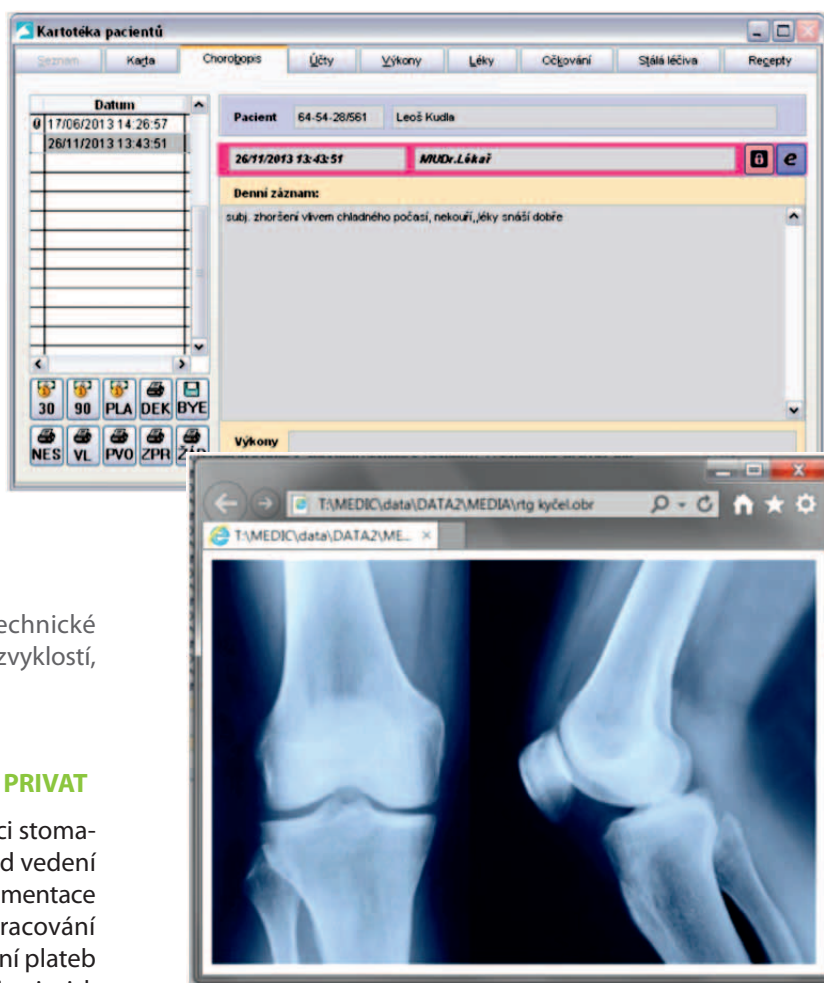 Kartotéka pacientů
Seznam Karta Chorobopis Účty Výkony Léky Očkování Stálá léčiva Recepty
Datum
0 17/06/2013 14:26:57
26/11/2013 13:43:51
Pacient 64-54-28/561 Leoš Kudla
26/11/2013 13:43:51 MUDr.Lékař e
Denní záznam:
subj. zhoršení vlivem chladného počasí, nekouří,,léky snáší dobře
30 90 PLA DEK BYE
NES VL PVO ZPR
Výkony
T:\MEDIC\data\DATA2\MEDIA\rtg kyčel.obr
T:\MEDIC\data\DATA2\ME...
echnické
zvyklostí,
PRIVAT
ci stoma-
d vedení
mentace
racování
ní plateb